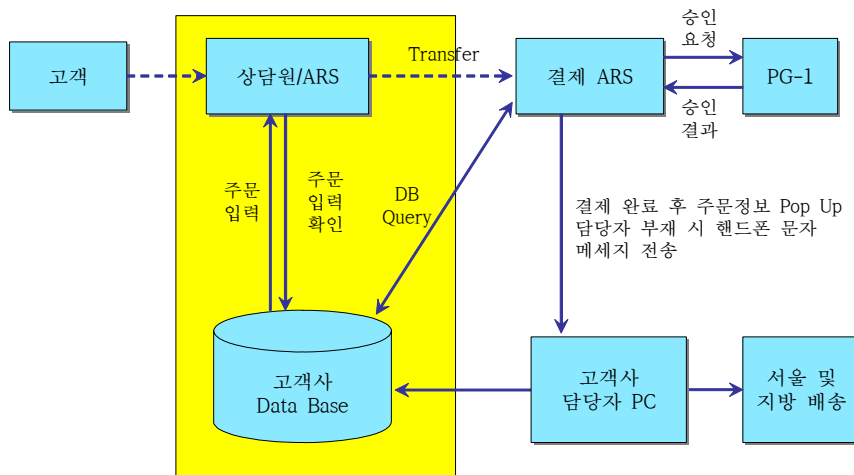 고객
상담원/ARS
Transfer
결제 ARS
승인
요청
승인
결과
PG-1
주문
입력
주문
입력
확인
DB
Query
결제 완료 후 주문정보 Pop Up
담당자 부재 시 핸드폰 문자
메세지 전송
고객사
Data Base
고객사
담당자 PC
서울 및
지방 배송